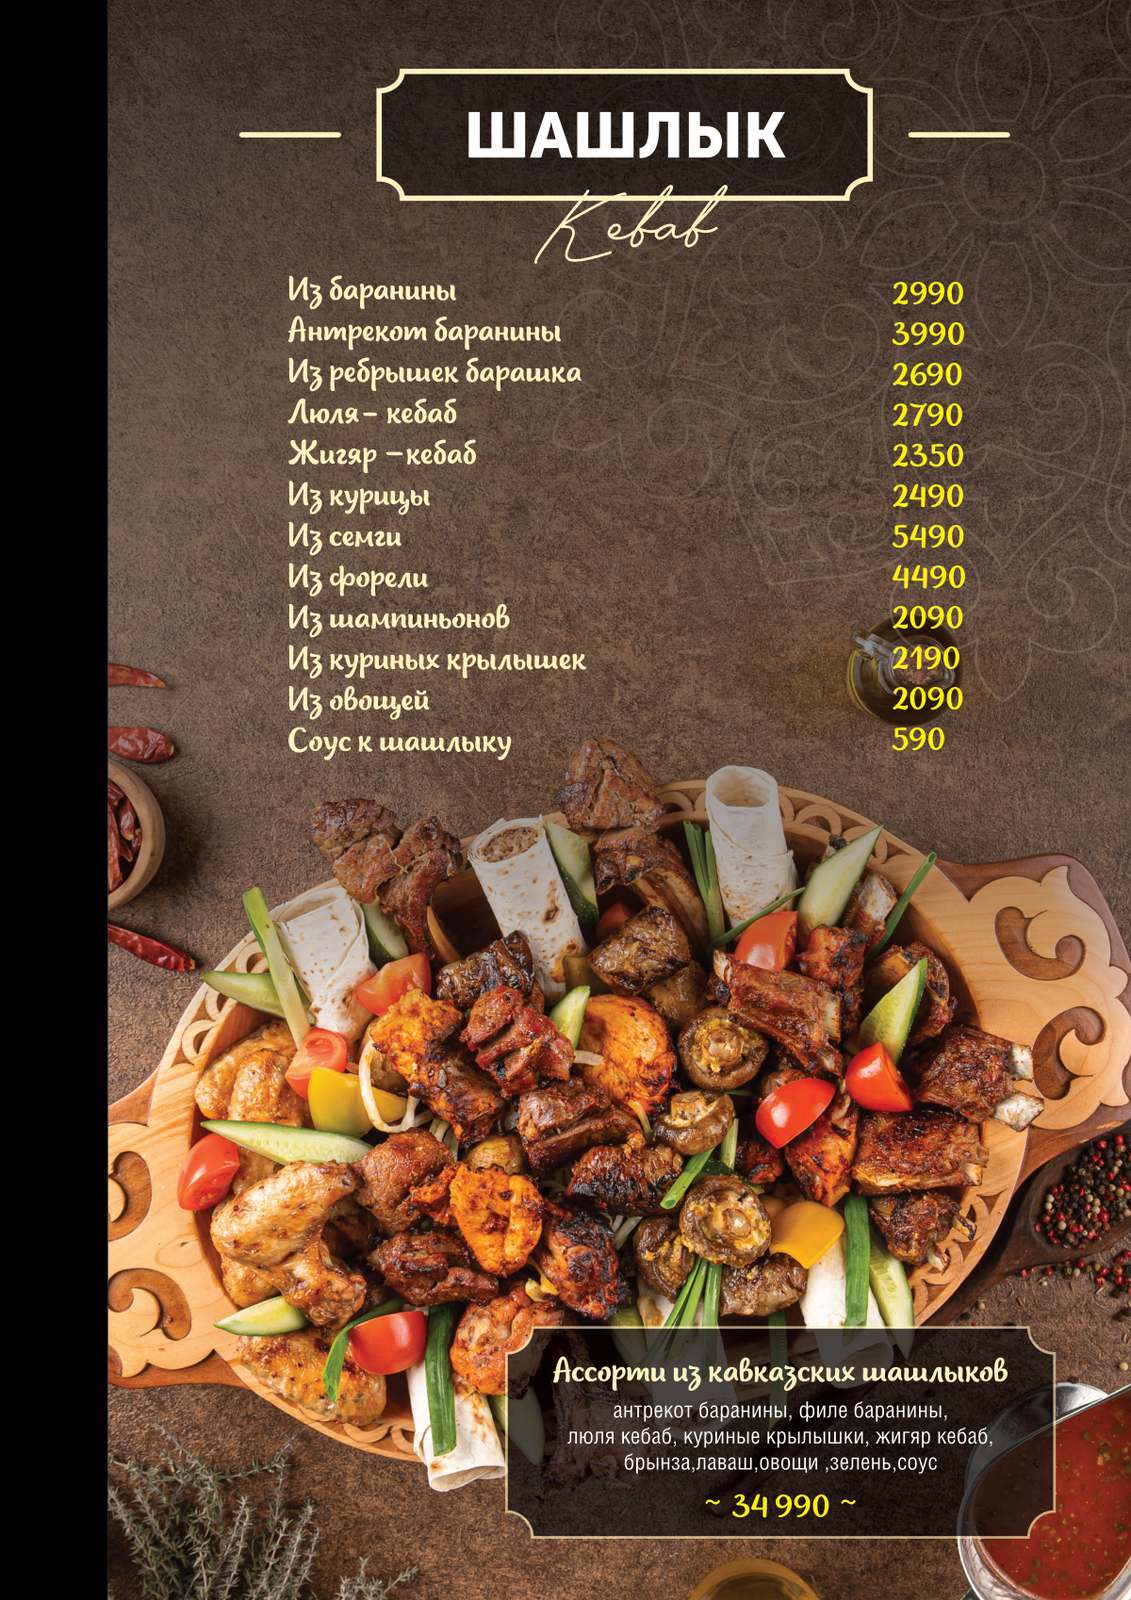 ШАШЛЫК
Kebab
Из баранины 2990
Антрекот баранины 3990
Из ребрышек барашка 2690
Люля- кебаб 2790
Жигяр -кебаб 2350
Из курицы 2490
Из семги 5490
Из форели 4490
Из шампиньонов 2090
Из куриных крылышек 2190
Из овощей 2090
Соус к шашлыку 590
Ассорти из кавказских шашлыков
антрекот баранины, филе баранины,
люля кебаб, куриные крылышки, жигяр кебаб,
брынза,лаваш,овощи ,зелень,соус
~ 34 990 ~